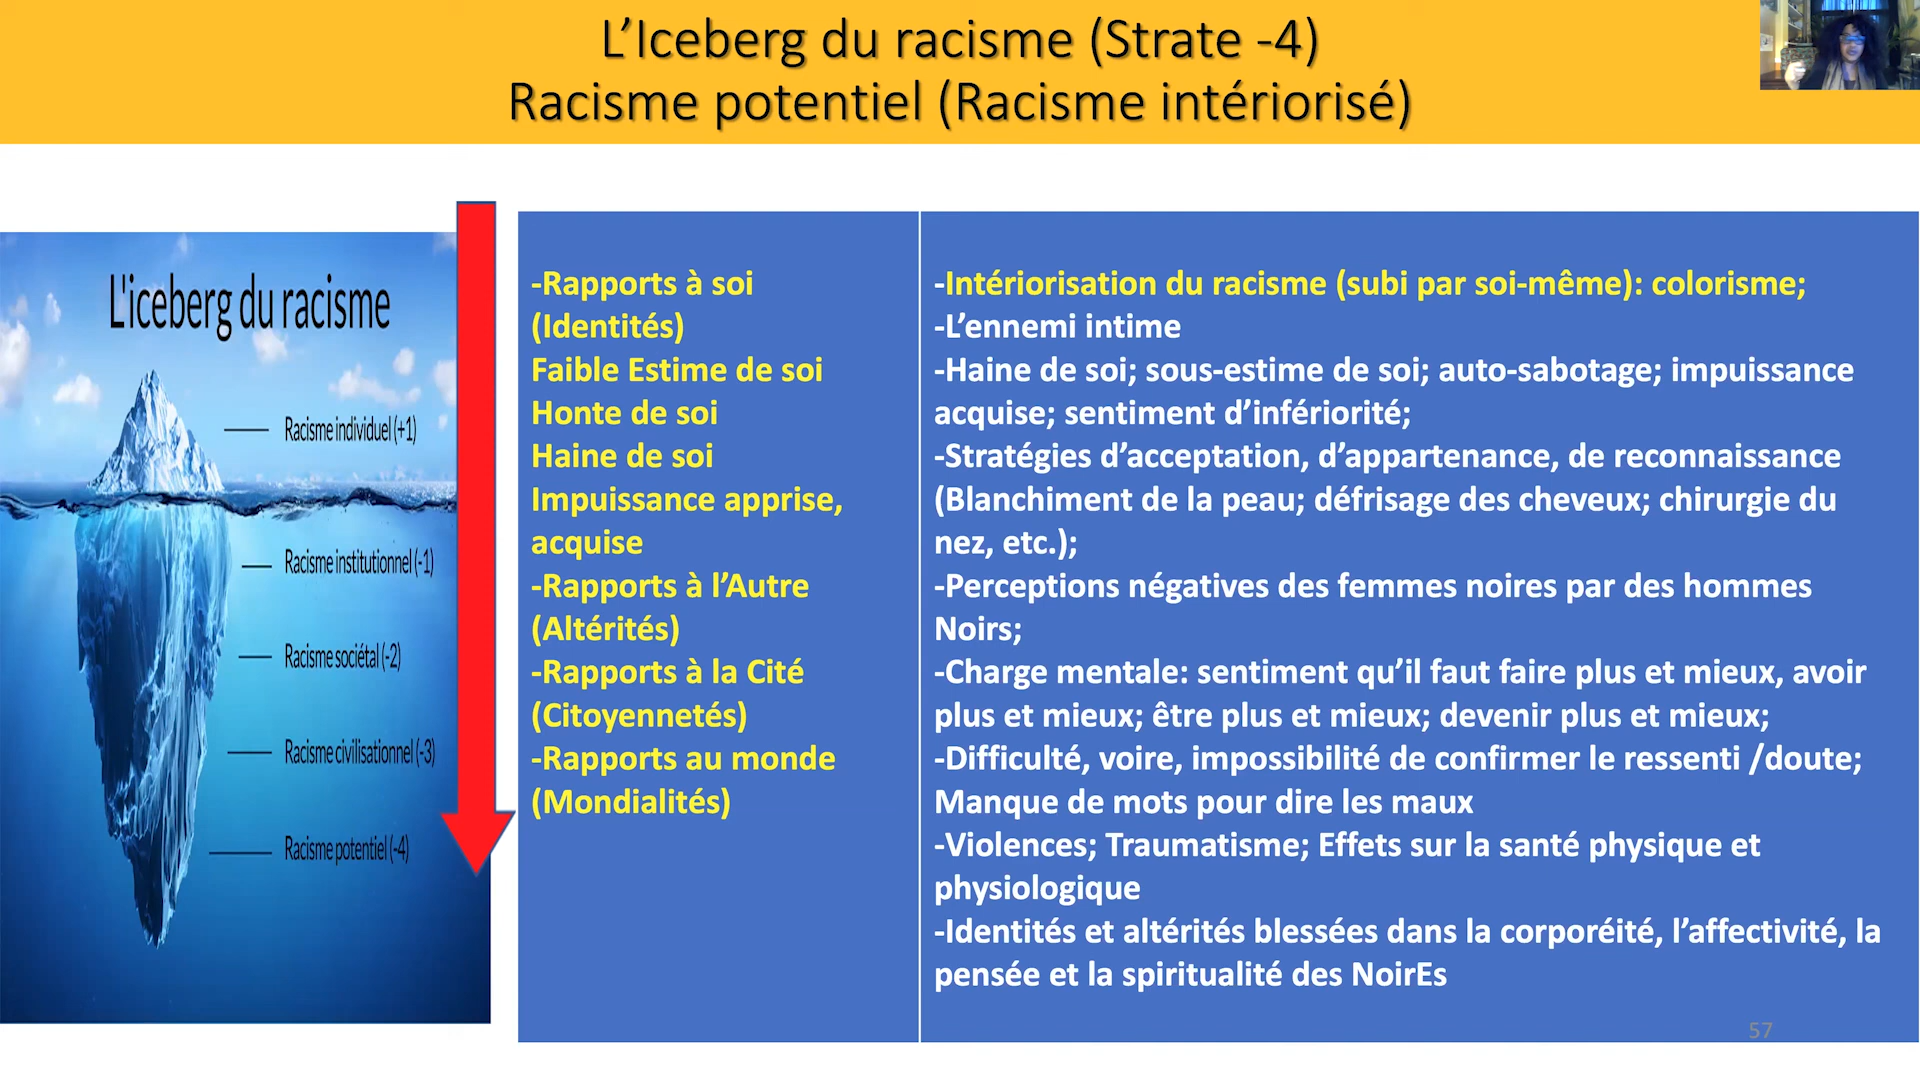 L’Iceberg du racisme (Strate -4)
Racisme potentiel (Racisme intériorisé)
L'iceberg du racisme
Racisme individuel (+1)
Racisme institutionnel (-1)
Racisme sociétal (-2)
Racisme civilisationnel (-3)
Racisme potentiel (-4)
-Rapports à soi
(Identités)
Faible Estime de soi
Honte de soi
Haine de soi
Impuissance apprise,
acquise
-Rapports à l’Autre
(Altérités)
-Rapports à la Cité
(Citoyennetés)
-Rapports au monde
(Mondialités)
-Intériorisation du racisme (subi par soi-même): colorisme;
-L’ennemi intime
-Haine de soi; sous-estime de soi; auto-sabotage; impuissance
acquise; sentiment d’infériorité;
-Stratégies d’acceptation, d’appartenance, de reconnaissance
(Blanchiment de la peau; défrisage des cheveux; chirurgie du
nez, etc.);
-Perceptions négatives des femmes noires par des hommes
Noirs;
-Charge mentale: sentiment qu’il faut faire plus et mieux, avoir
plus et mieux; être plus et mieux; devenir plus et mieux;
-Difficulté, voire, impossibilité de confirmer le ressenti /doute;
Manque de mots pour dire les maux
-Violences; Traumatisme; Effets sur la santé physique et
physiologique
-Identités et altérités blessées dans la corporéité, l’affectivité, la
pensée et la spiritualité des NoirEs
57